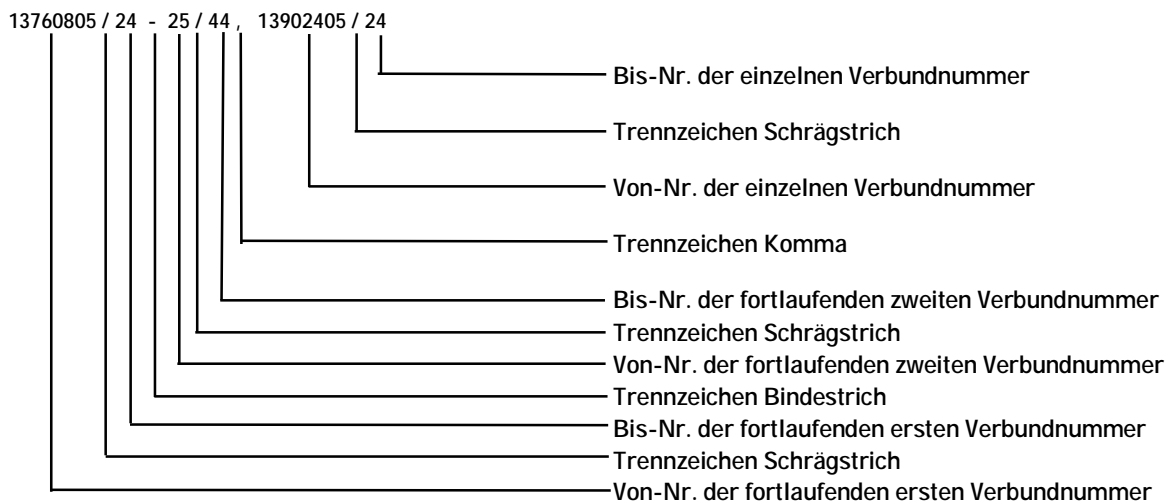 13760805 / 24 - 25 / 44 , 13902405 / 24
Bis-Nr. der einzelnen Verbundnummer
Trennzeichen Schrägstrich
Von-Nr. der einzelnen Verbundnummer
Trennzeichen Komma
Bis-Nr. der fortlaufenden zweiten Verbundnummer
Trennzeichen Schrägstrich
Von-Nr. der fortlaufenden zweiten Verbundnummer
Trennzeichen Bindestrich
Bis-Nr. der fortlaufenden ersten Verbundnummer
Trennzeichen Schrägstrich
Von-Nr. der fortlaufenden ersten Verbundnummer